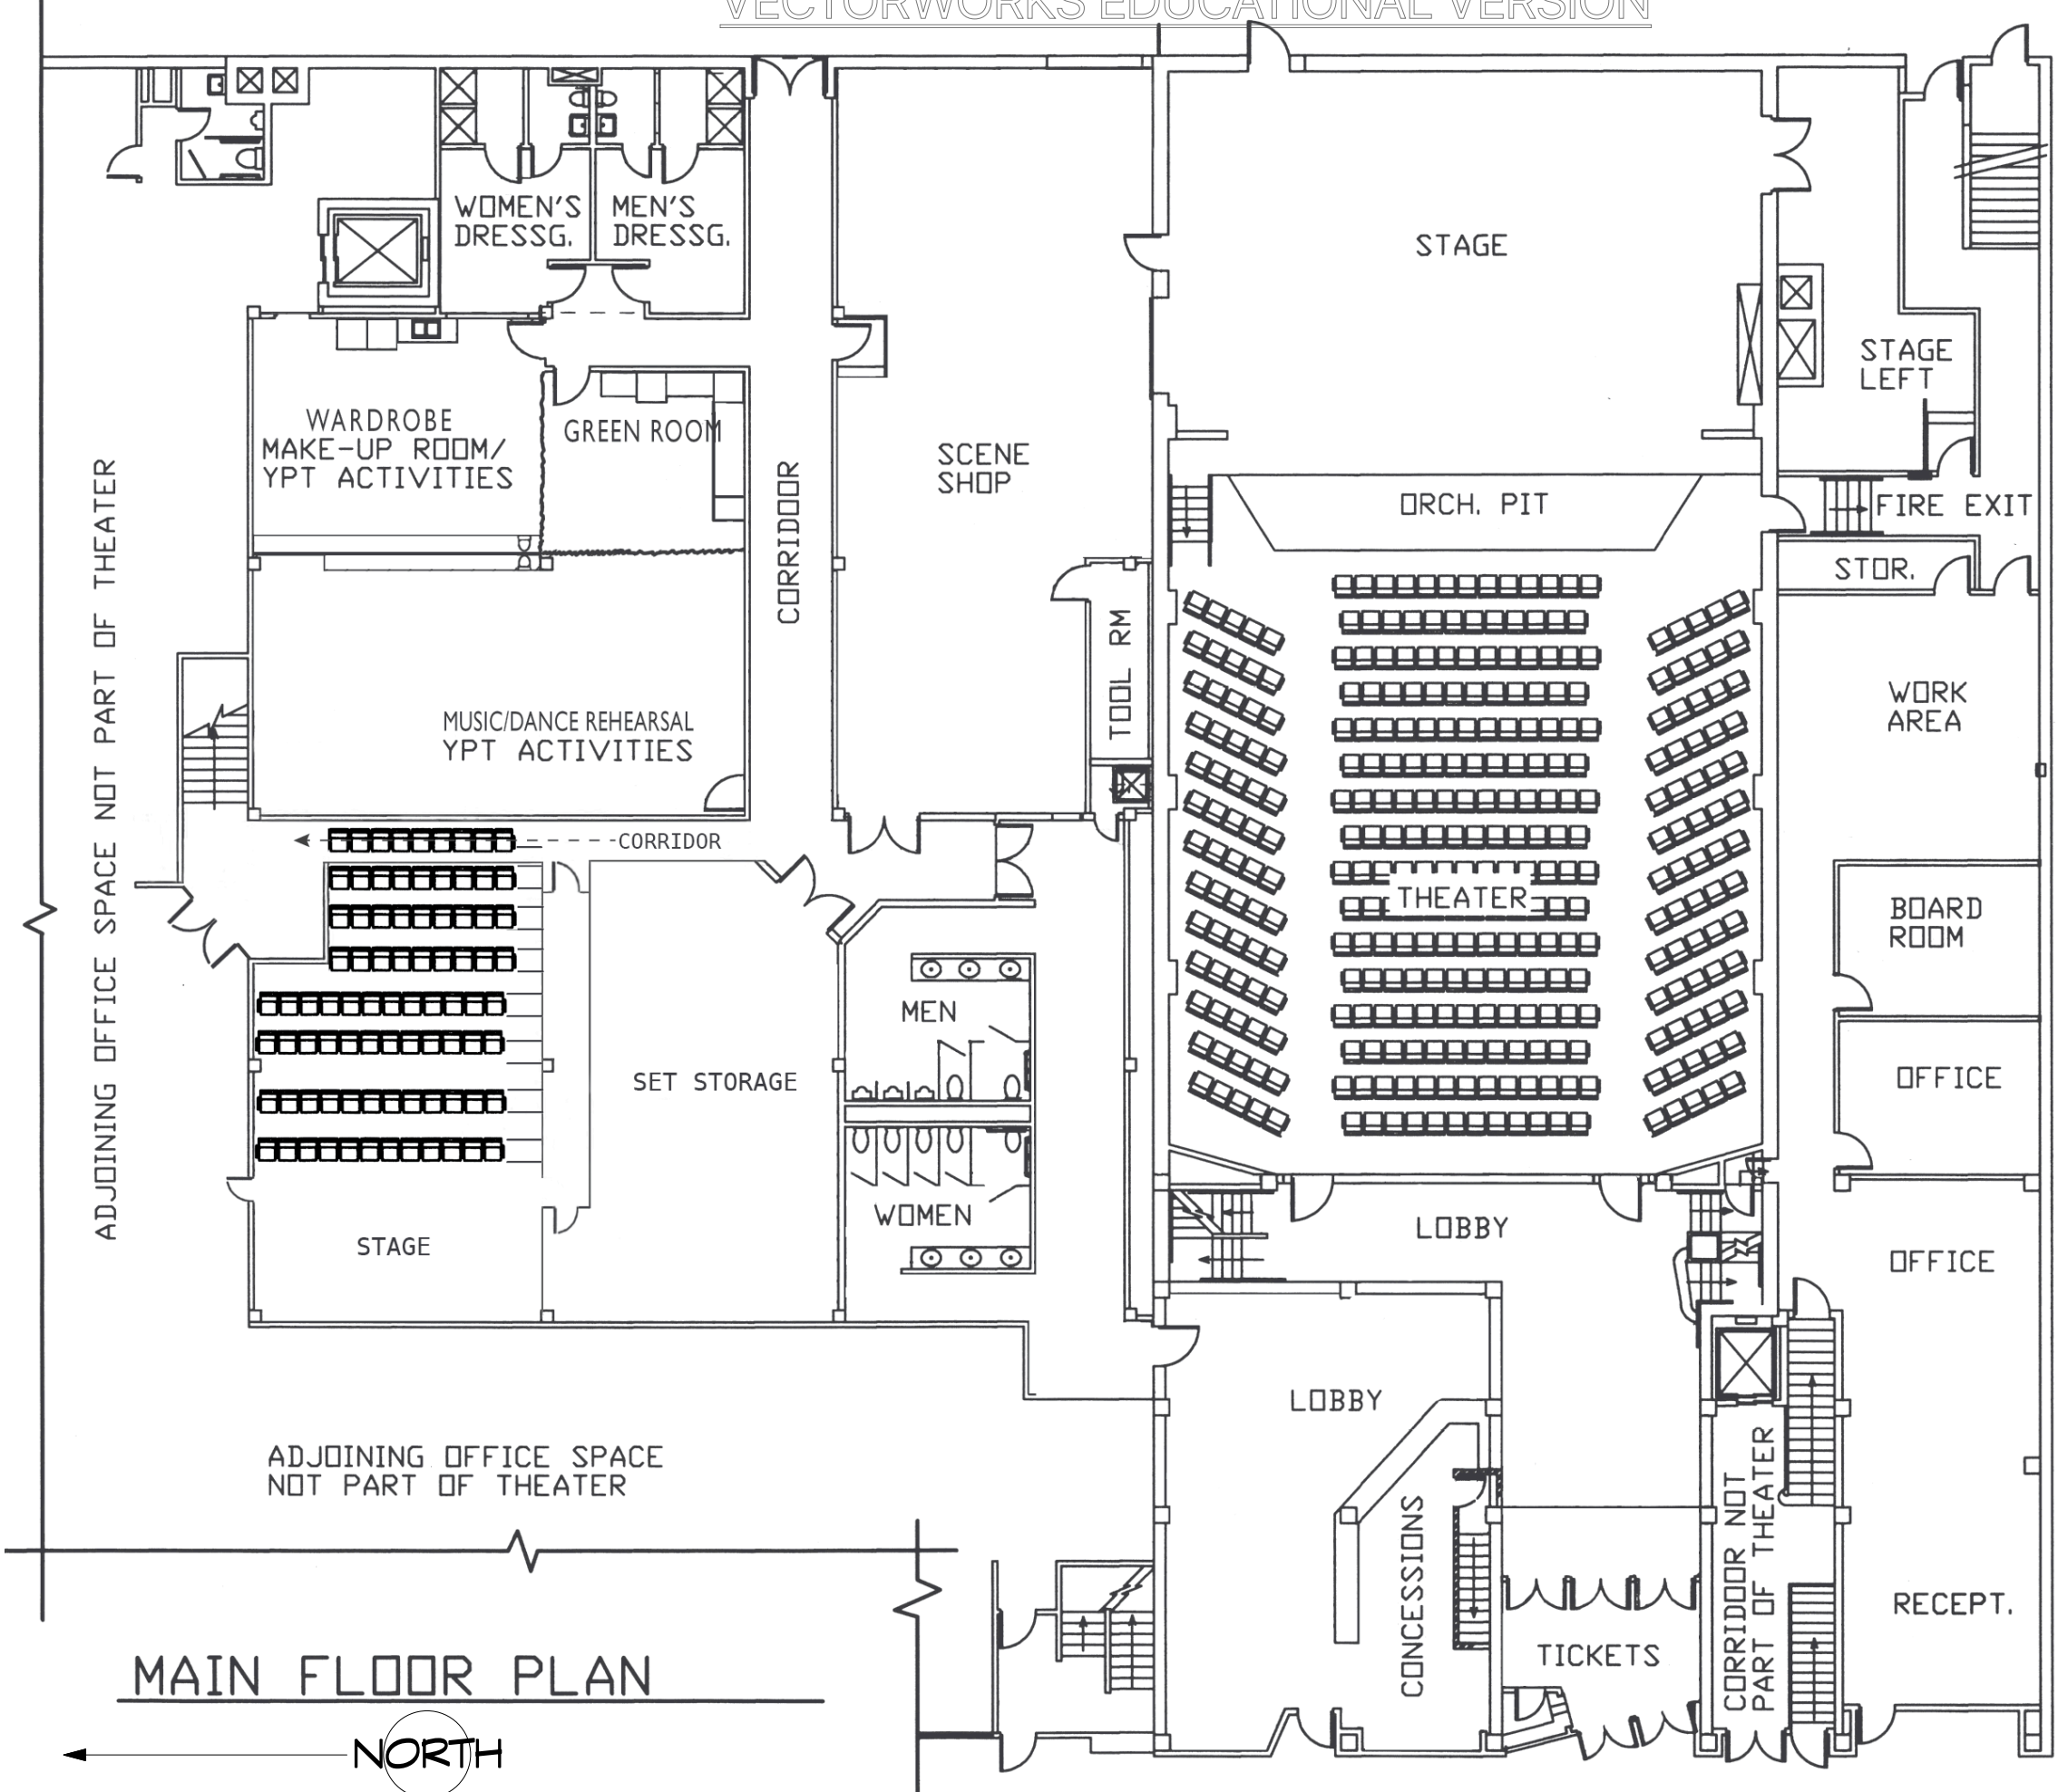 VECTORWORKS EDUCATIONAL VERSION
WOMEN'S
DRESSG.
MEN'S
DRESSG.
STAGE
STAGE
LEFT
WARDROBE
MAKE-UP ROOM/
YPT ACTIVITIES
GREEN ROOM
CORRIDOR
SCENE
SHOP
ORCH. PIT
FIRE EXIT
STOR.
ADJOINING OFFICE SPACE NOT PART OF THEATER
TOOL RM
WORK
AREA
MUSIC/DANCE REHEARSAL
YPT ACTIVITIES
CORRIDOR
THEATER
BOARD
ROOM
MEN
OFFICE
SET STORAGE
WOMEN
STAGE
LOBBY
OFFICE
LOBBY
ADJOINING OFFICE SPACE
NOT PART OF THEATER
CONCESSIONS
CORRIDOR NOT
PART OF THEATER
RECEPT.
TICKETS
MAIN FLOOR PLAN
NORTH